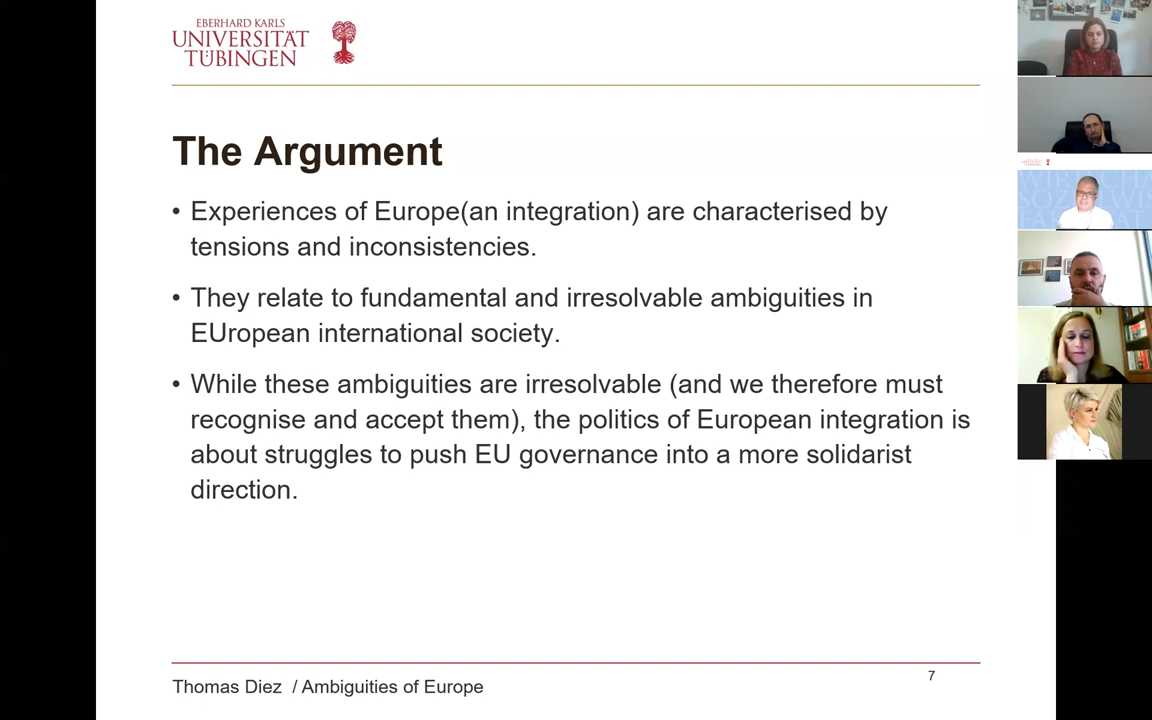 EBERHARD KARLS
UNIVERSITÄT
TÜBINGEN
The Argument
• Experiences of Europe(an integration) are characterised by
tensions and inconsistencies.
• They relate to fundamental and irresolvable ambiguities in
EUropean international society.
• While these ambiguities are irresolvable (and we therefore must
recognise and accept them), the politics of European integration is
about struggles to push EU governance into a more solidarist
direction.
Thomas Diez / Ambiguities of Europe
7